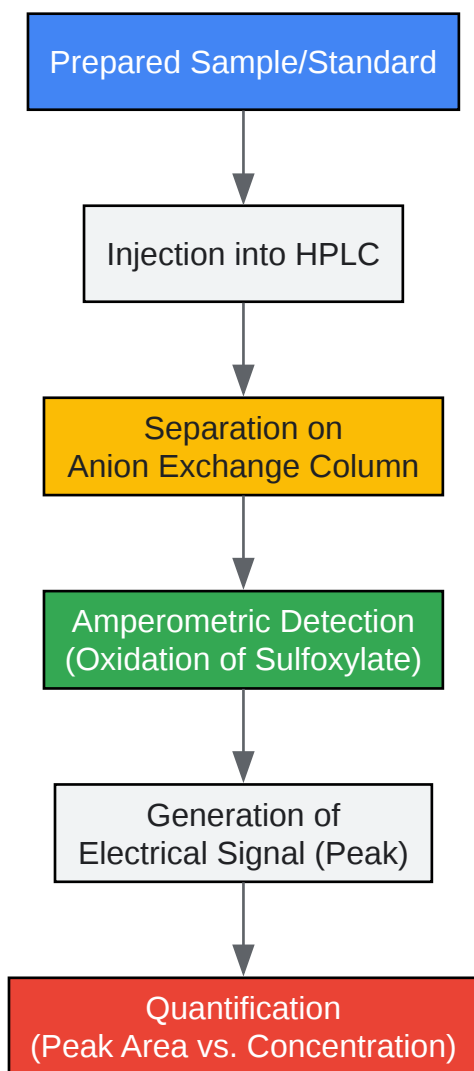 Prepared Sample/Standard
Injection into HPLC
Separation on
Anion Exchange Column
Amperometric Detection
(Oxidation of Sulfoxylate)
Generation of
Electrical Signal (Peak)
Quantification
(Peak Area vs. Concentration)